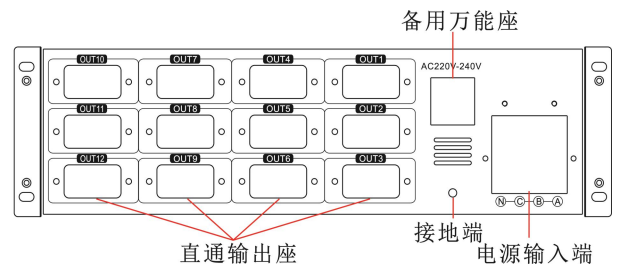 备用万能座
OUT10 OUT7 OUT4 OUT1
AC220V-240V
OUT11 OUT8 OUT5 OUT2
OUT12 OUT9 OUT6 OUT3
N C B A
直通输出座
接地端
电源输入端